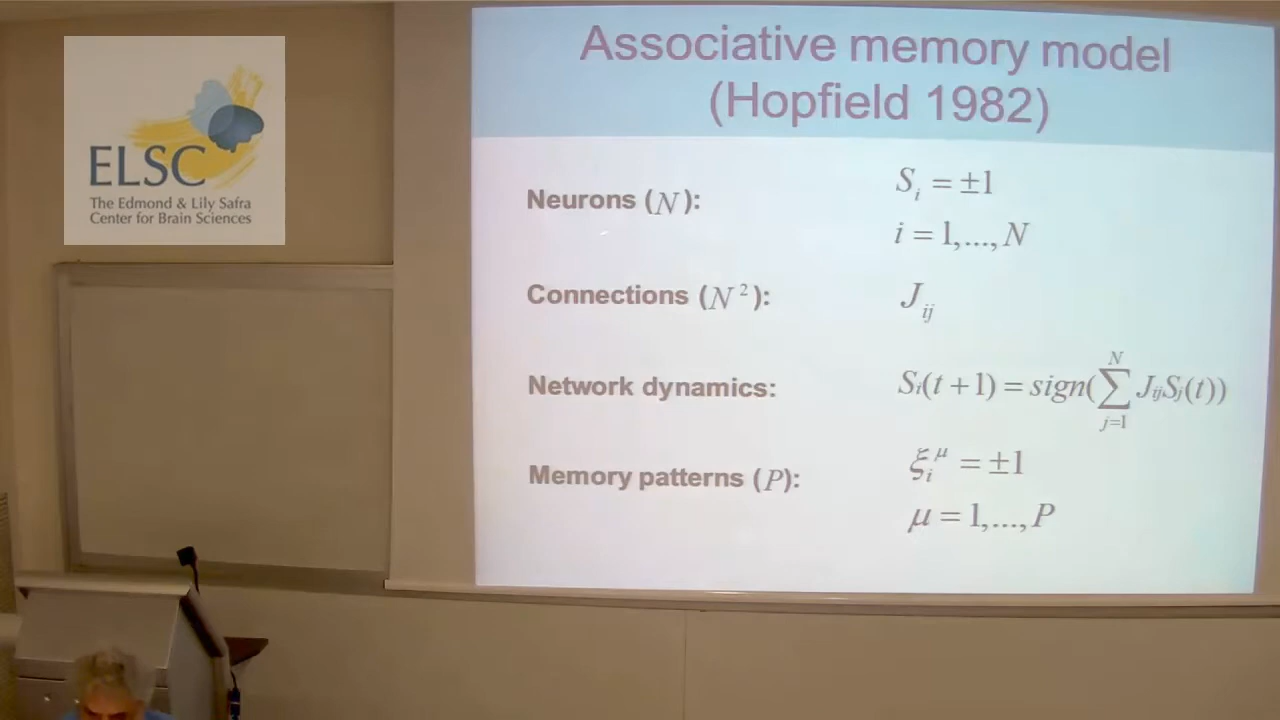 ELSC
The Edmond & Lily Safra
Center for Brain Sciences
Associative memory model
(Hopfield 1982)
Neurons (N): S_i = ±1
i = 1,..., N
Connections (N²): J_ij
Network dynamics: S_i(t + 1) = sign(∑_{j=1}^{N} J_ij S_j(t))
Memory patterns (P): ξ_i^μ = ±1
μ = 1,..., P